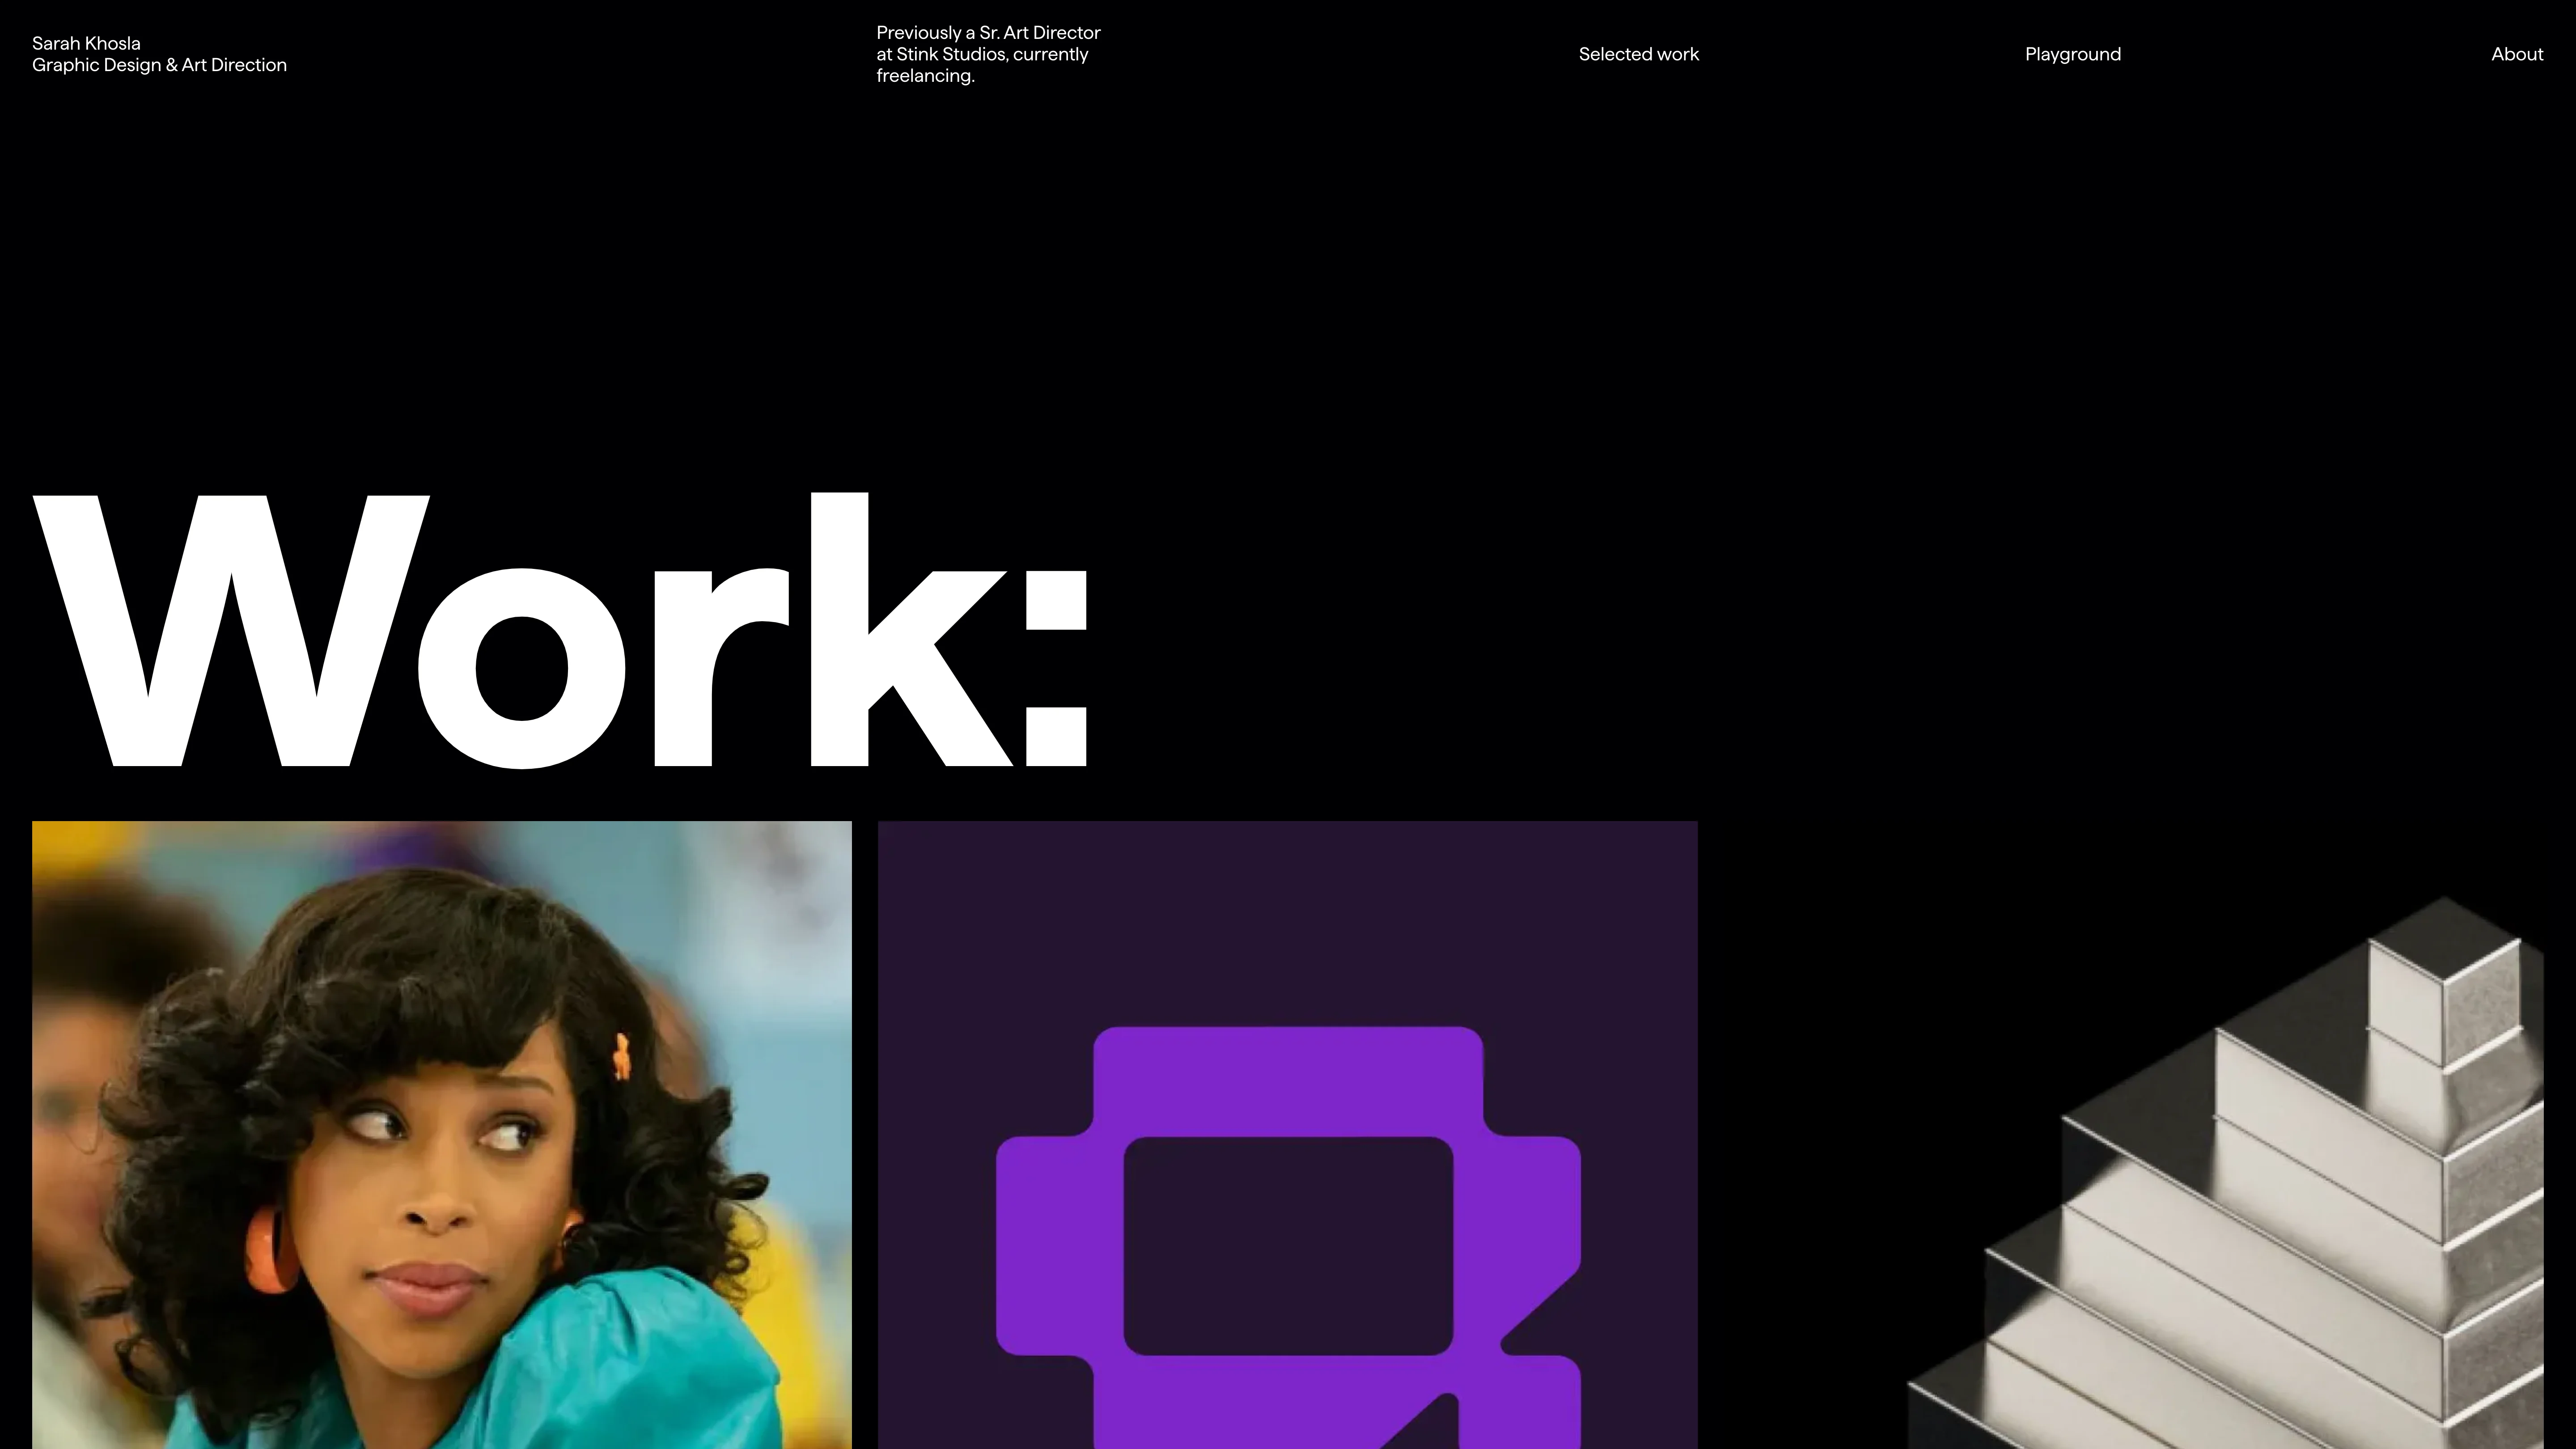 Sarah Khosla
Graphic Design & Art Direction
Previously a Sr. Art Director
at Stink Studios, currently
freelancing.
Selected work
Playground
About
Work: